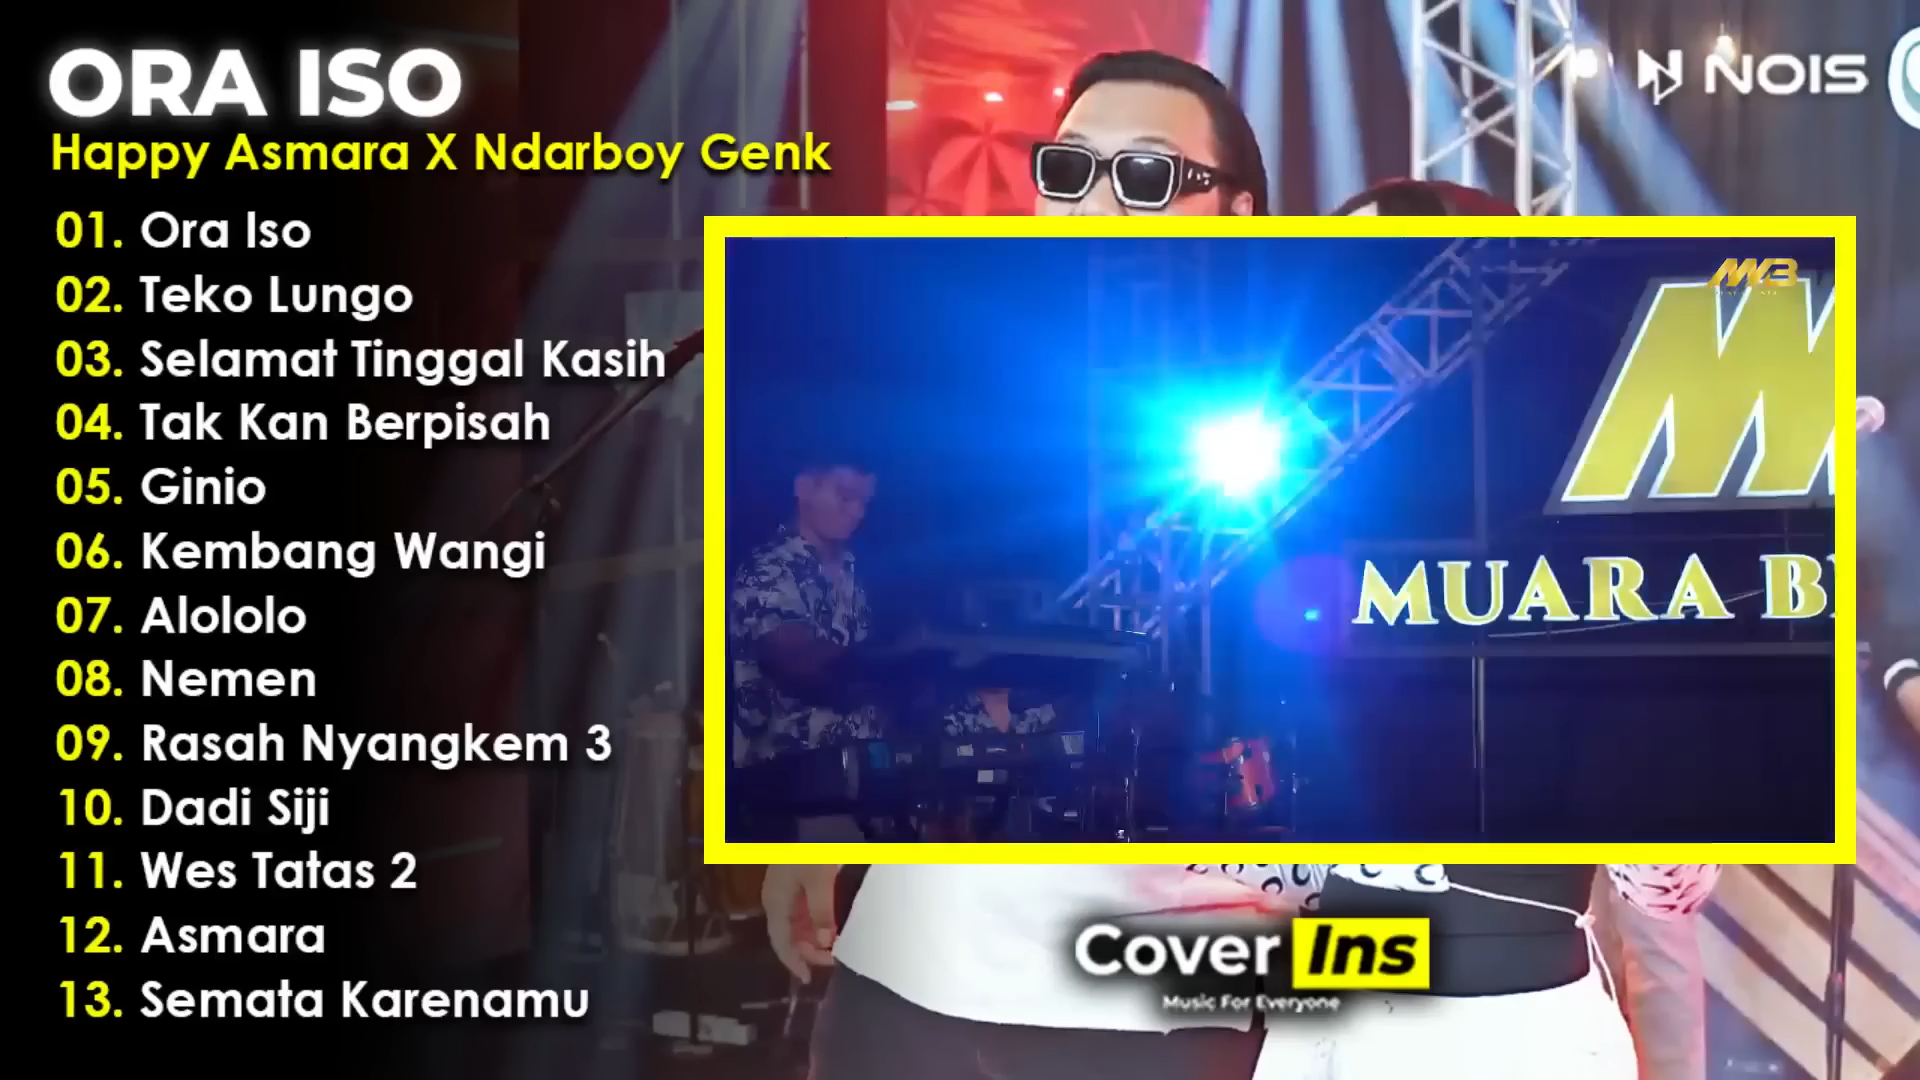 ORA ISO
Happy Asmara X Ndarboy Genk
01. Ora Iso
02. Teko Lungo
03. Selamat Tinggal Kasih
04. Tak Kan Berpisah
05. Ginio
06. Kembang Wangi
07. Alololo
08. Nemen
09. Rasah Nyangkem 3
10. Dadi Siji
11. Wes Tatas 2
12. Asmara
13. Semata Karenamu
NOIS
MB
MUARA
Cover Ins
Music For Everyone